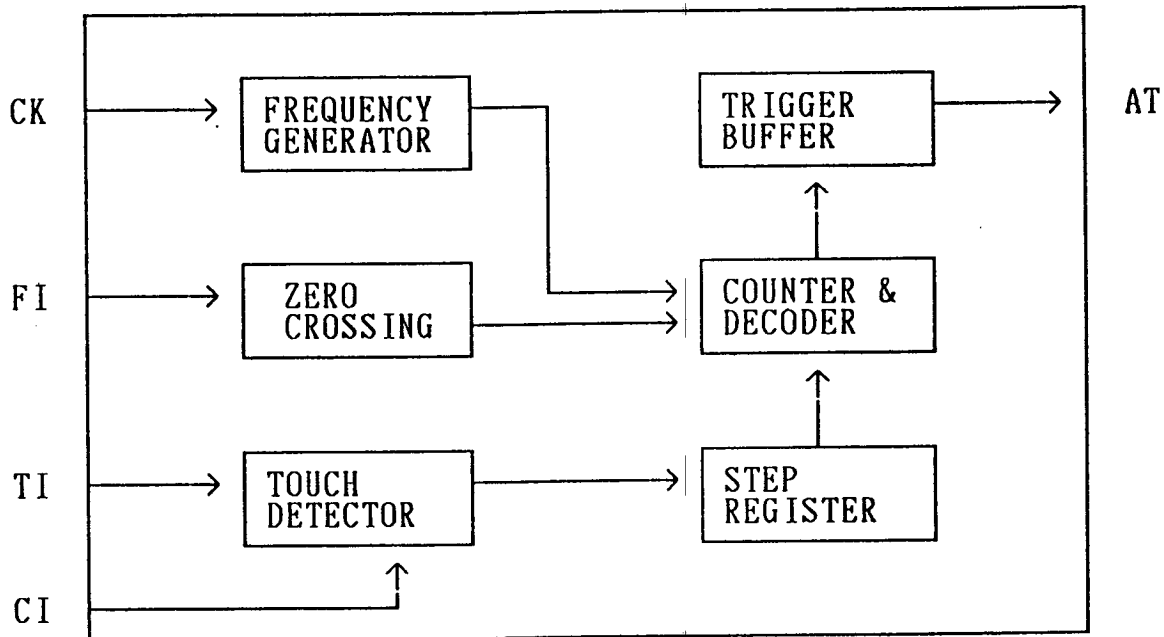 CK
FREQUENCY
GENERATOR
TRIGGER
BUFFER
AT
FI
ZERO
CROSSING
COUNTER &
DECODER
TI
TOUCH
DETECTOR
STEP
REGISTER
CI